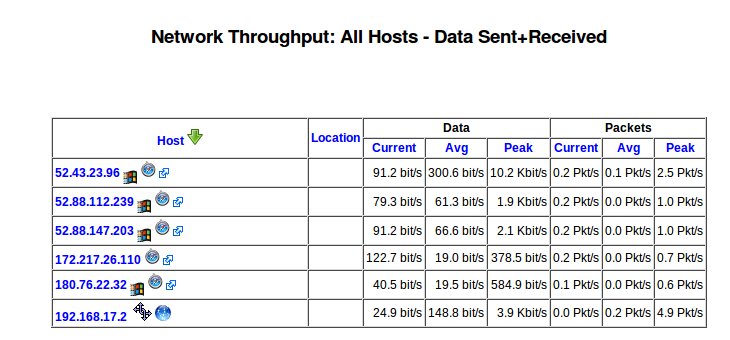 Network Throughput: All Hosts - Data Sent+Received
Host Location Data Packets
Current Avg Peak Current Avg Peak
52.43.23.96 91.2 bit/s 300.6 bit/s 10.2 Kbit/s 0.2 Pkt/s 0.1 Pkt/s 2.5 Pkt/s
52.88.112.239 79.3 bit/s 61.3 bit/s 1.9 Kbit/s 0.2 Pkt/s 0.0 Pkt/s 1.0 Pkt/s
52.88.147.203 91.2 bit/s 66.6 bit/s 2.1 Kbit/s 0.2 Pkt/s 0.0 Pkt/s 1.0 Pkt/s
172.217.26.110 122.7 bit/s 19.0 bit/s 378.5 bit/s 0.2 Pkt/s 0.0 Pkt/s 0.7 Pkt/s
180.76.22.32 40.5 bit/s 19.5 bit/s 584.9 bit/s 0.1 Pkt/s 0.0 Pkt/s 0.6 Pkt/s
192.168.17.2 24.9 bit/s 148.8 bit/s 3.9 Kbit/s 0.0 Pkt/s 0.2 Pkt/s 4.9 Pkt/s